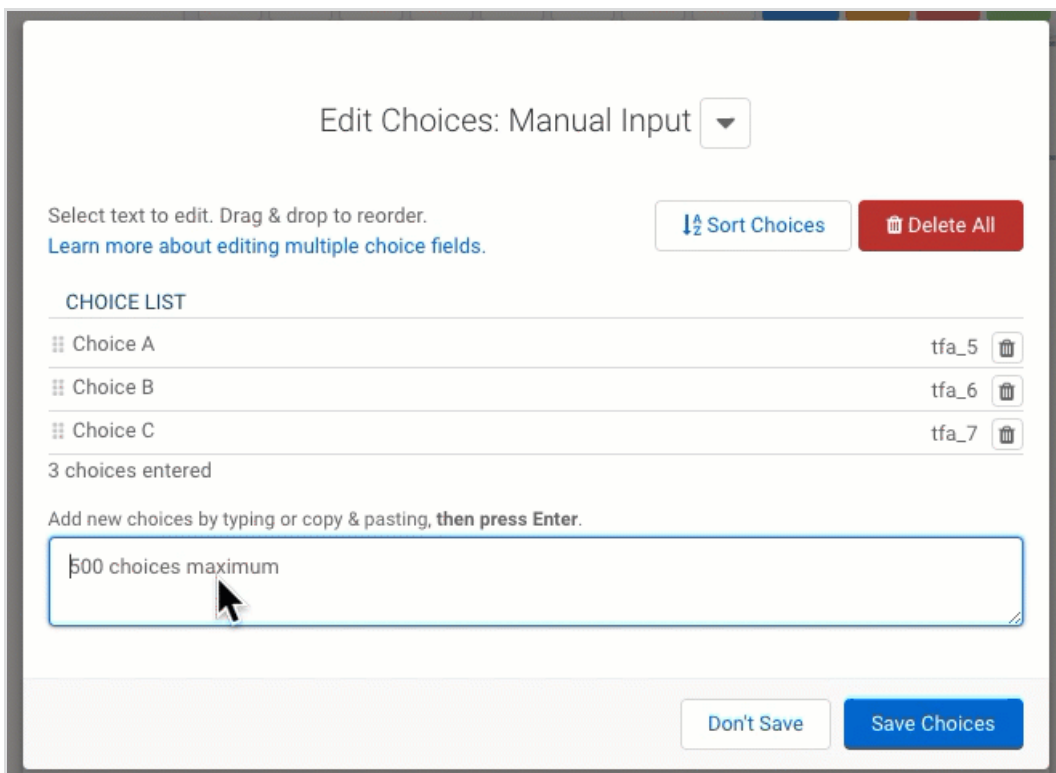 Edit Choices: Manual Input
Select text to edit. Drag & drop to reorder.
Learn more about editing multiple choice fields.
Sort Choices
Delete All
CHOICE LIST
Choice A tfa_5
Choice B tfa_6
Choice C tfa_7
3 choices entered
Add new choices by typing or copy & pasting, then press Enter.
500 choices maximum
Don't Save
Save Choices